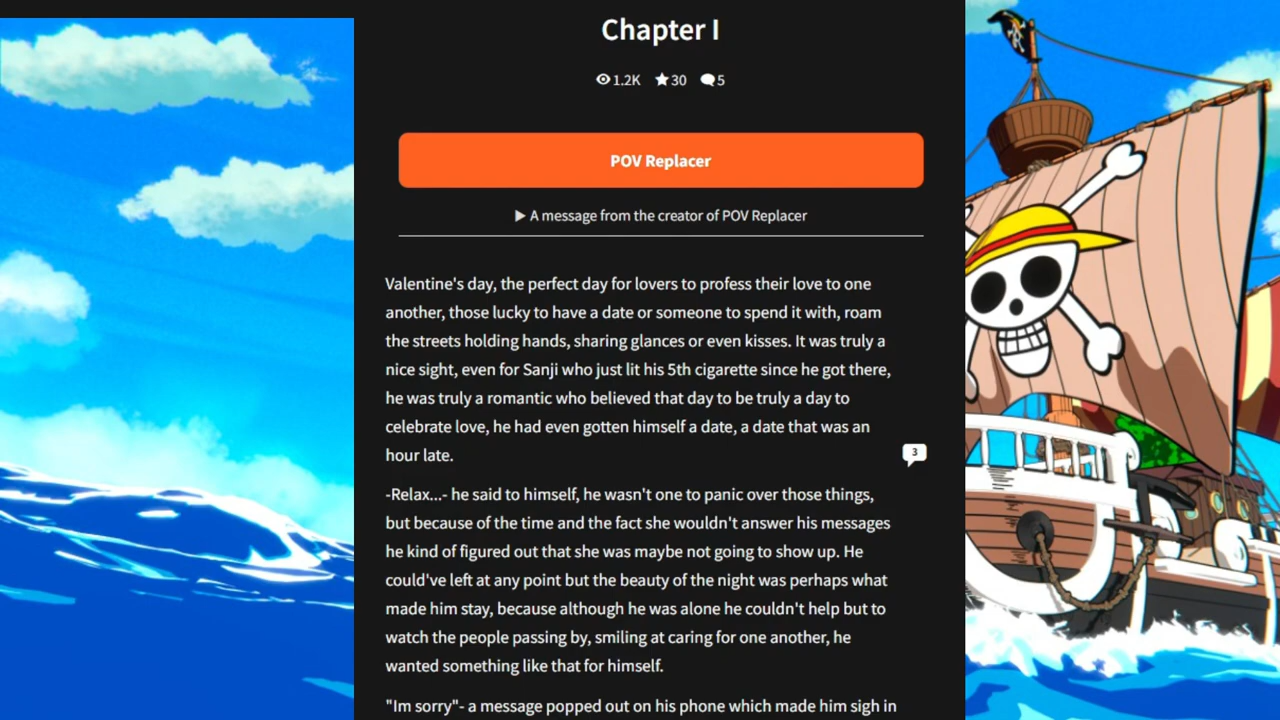 Chapter I
1.2K 30 5
POV Replacer
▶ A message from the creator of POV Replacer
Valentine's day, the perfect day for lovers to profess their love to one
another, those lucky to have a date or someone to spend it with, roam
the streets holding hands, sharing glances or even kisses. It was truly a
nice sight, even for Sanji who just lit his 5th cigarette since he got there,
he was truly a romantic who believed that day to be truly a day to
celebrate love, he had even gotten himself a date, a date that was an
hour late.
3
-Relax...- he said to himself, he wasn't one to panic over those things,
but because of the time and the fact she wouldn't answer his messages
he kind of figured out that she was maybe not going to show up. He
could've left at any point but the beauty of the night was perhaps what
made him stay, because although he was alone he couldn't help but to
watch the people passing by, smiling at caring for one another, he
wanted something like that for himself.
"Im sorry"- a message popped out on his phone which made him sigh in